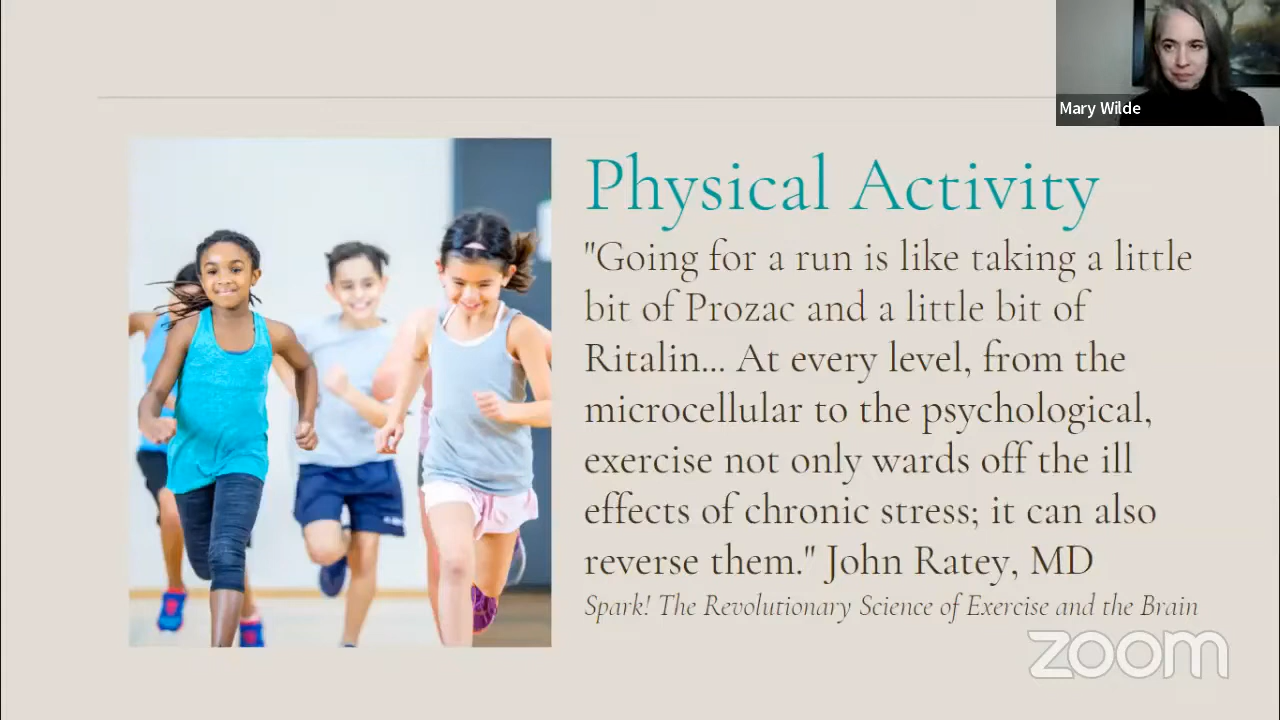 Mary Wilde
Physical Activity
"Going for a run is like taking a little
bit of Prozac and a little bit of
Ritalin... At every level, from the
microcellular to the psychological,
exercise not only wards off the ill
effects of chronic stress; it can also
reverse them." John Ratey, MD
Spark! The Revolutionary Science of Exercise and the Brain
zoom